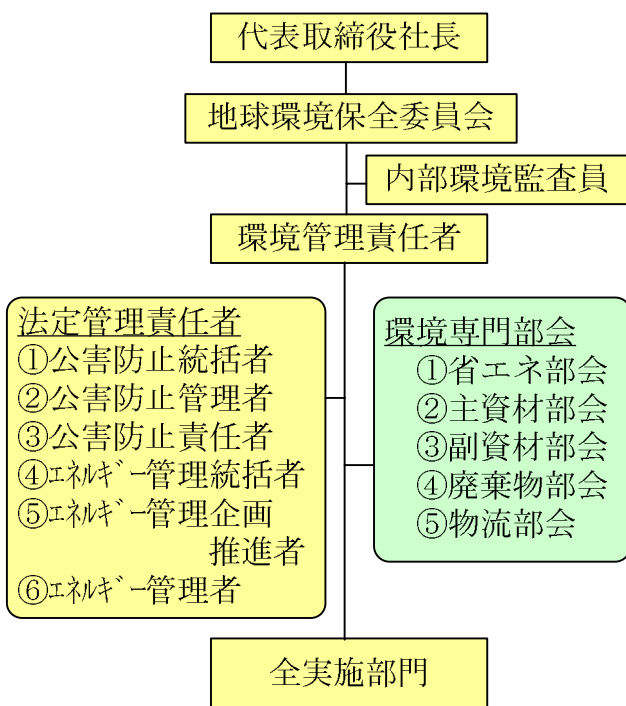 代表取締役社長
地球環境保全委員会
内部環境監査員
環境管理責任者
法定管理責任者
①公害防止統括者
②公害防止管理者
③公害防止責任者
④ｴﾈﾙｷﾞｰ管理統括者
⑤ｴﾈﾙｷﾞｰ管理企画
推進者
⑥ｴﾈﾙｷﾞｰ管理者
環境専門部会
①省エネ部会
②主資材部会
③副資材部会
④廃棄物部会
⑤物流部会
全実施部門